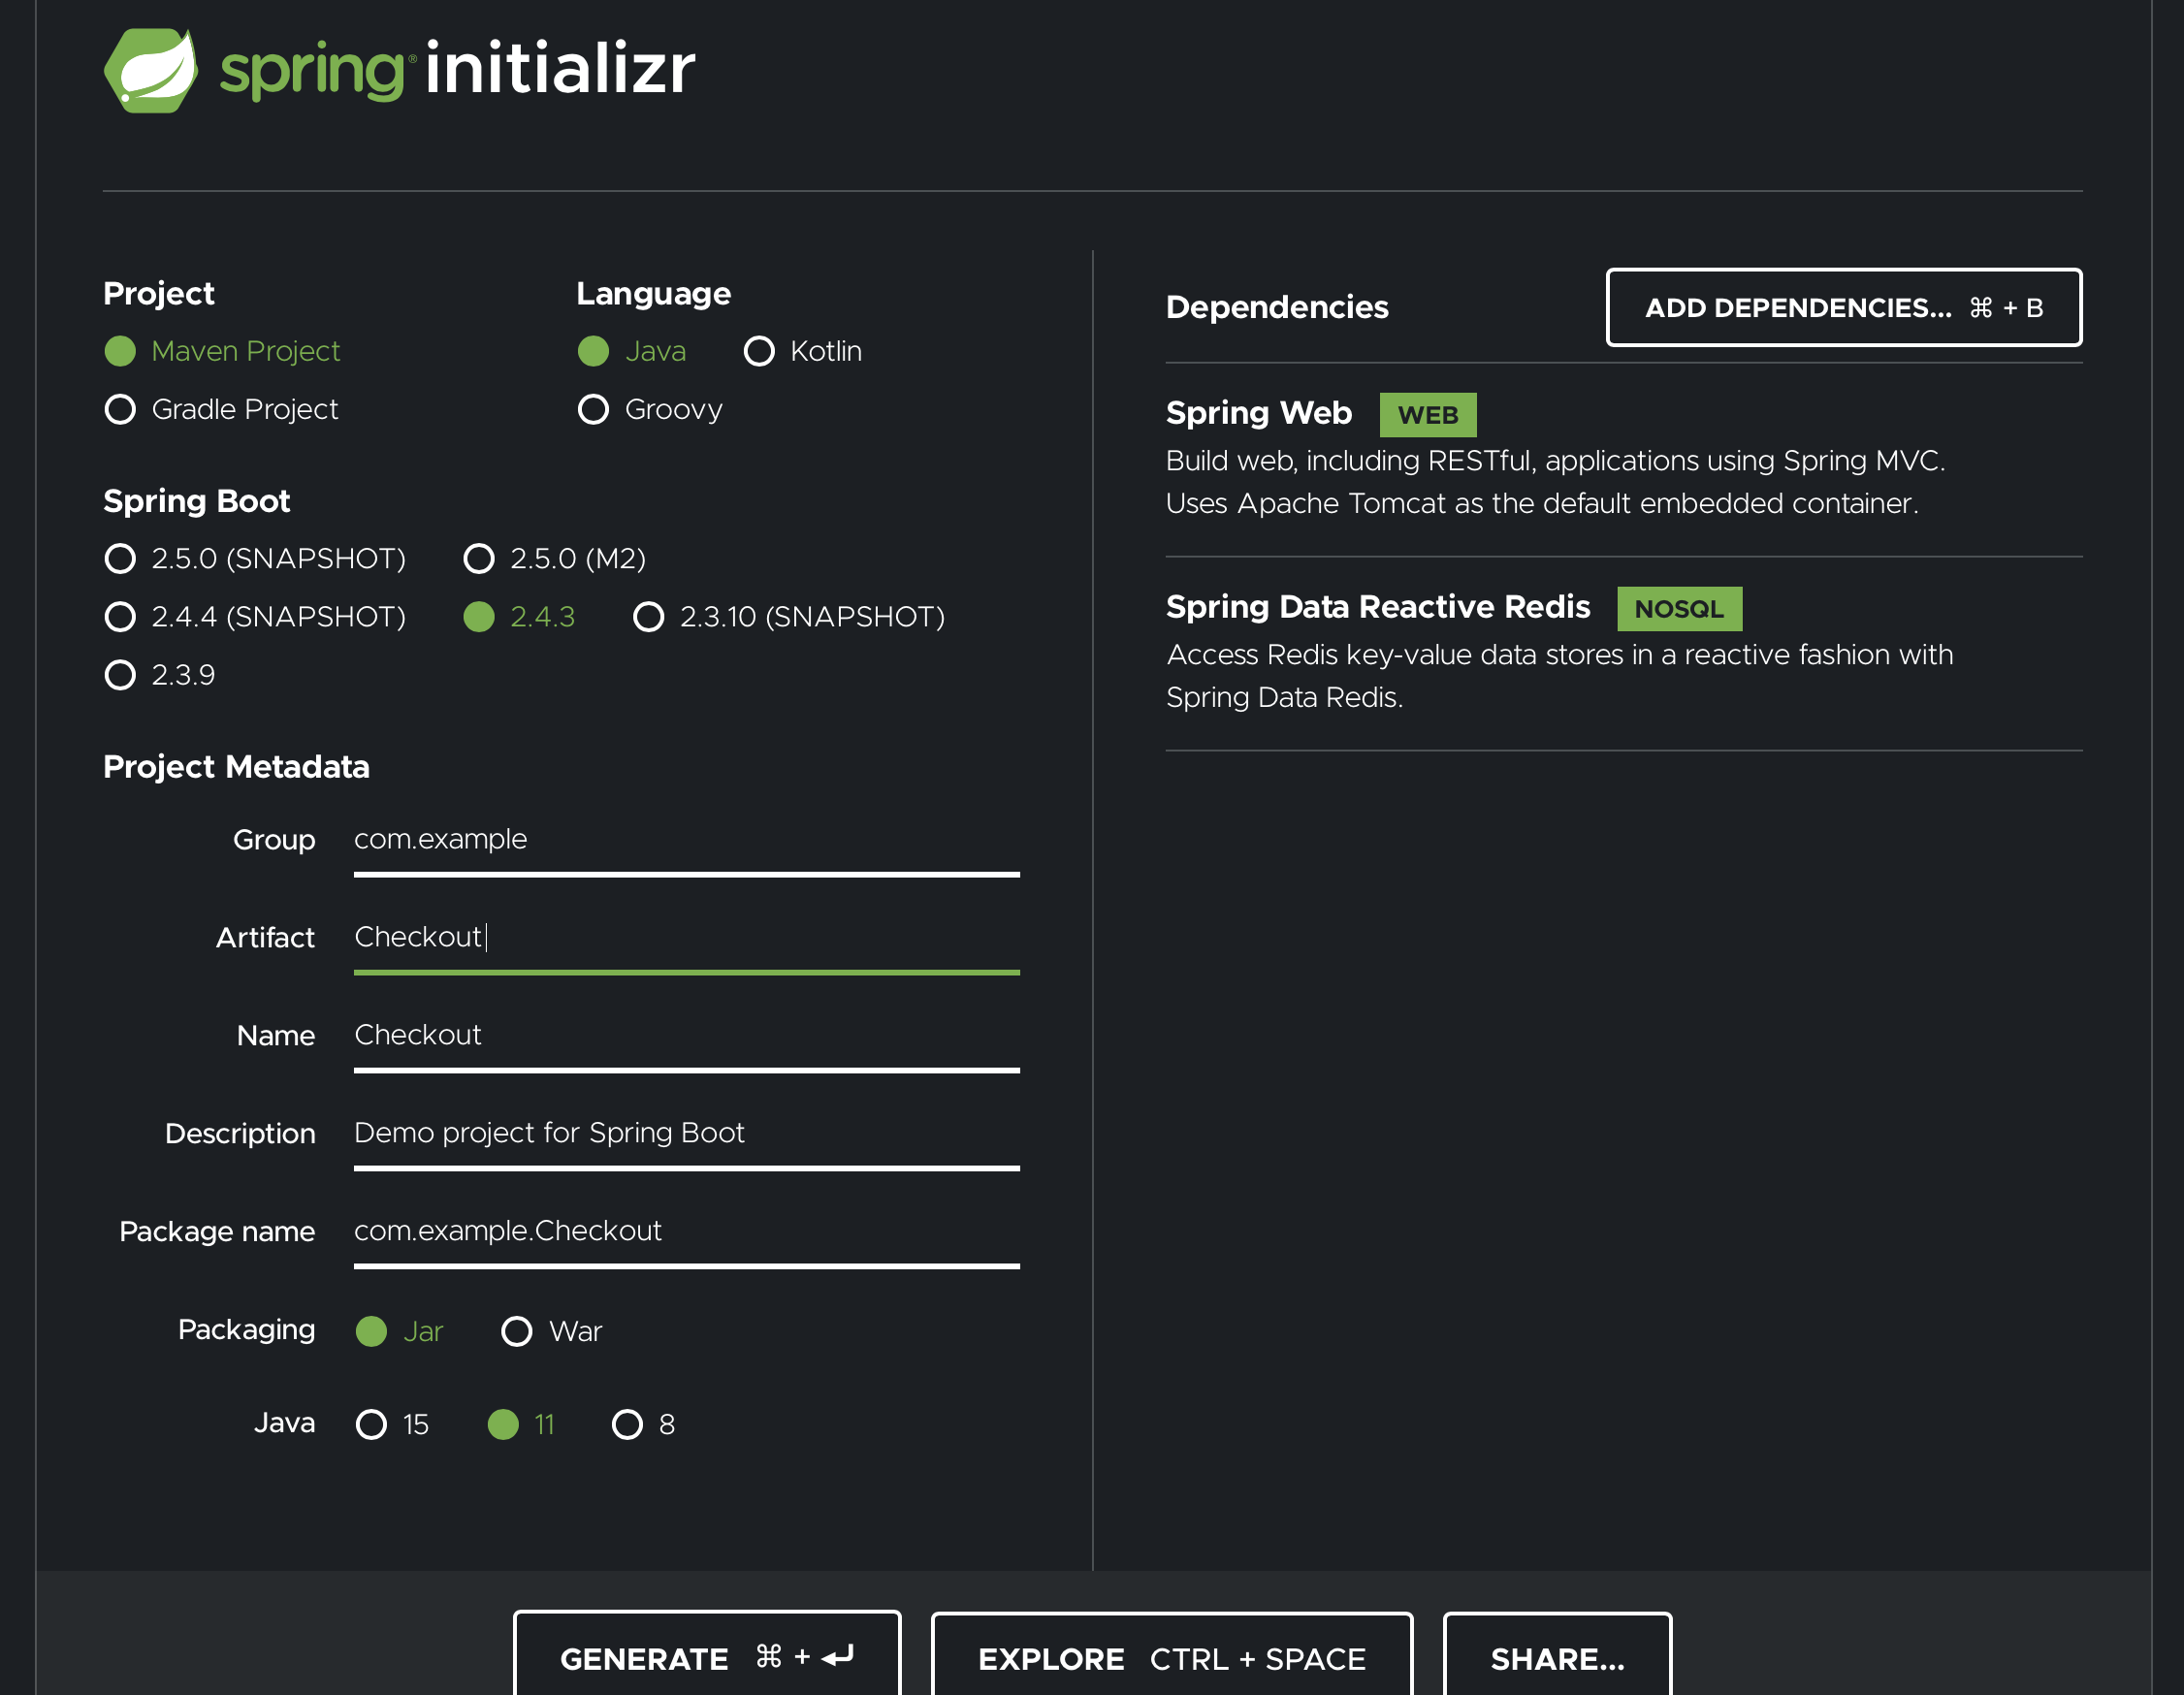 spring® initializr
Project
Maven Project
Gradle Project
Language
Java Kotlin
Groovy
Spring Boot
2.5.0 (SNAPSHOT) 2.5.0 (M2)
2.4.4 (SNAPSHOT) 2.4.3 2.3.10 (SNAPSHOT)
2.3.9
Project Metadata
Group com.example
Artifact Checkout
Name Checkout
Description Demo project for Spring Boot
Package name com.example.Checkout
Packaging Jar War
Java 15 11 8
Dependencies ADD DEPENDENCIES... ⌘ + B
Spring Web WEB
Build web, including RESTful, applications using Spring MVC.
Uses Apache Tomcat as the default embedded container.
Spring Data Reactive Redis NOSQL
Access Redis key-value data stores in a reactive fashion with
Spring Data Redis.
GENERATE ⌘ + ⏎ EXPLORE CTRL + SPACE SHARE...